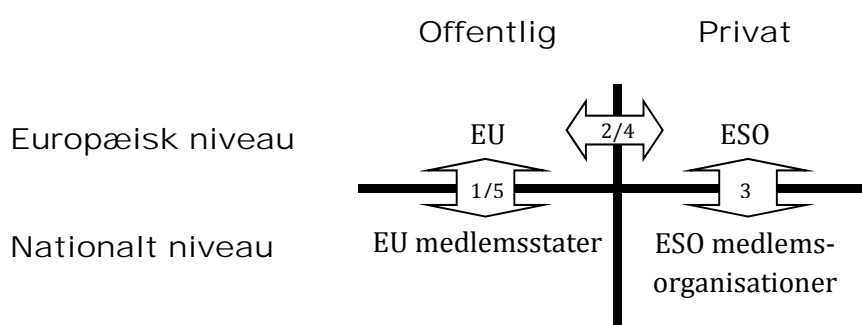 Offentlig Privat
Europæisk niveau EU 2/4 ESO
1/5 3
Nationalt niveau EU medlemsstater ESO medlems-
organisationer